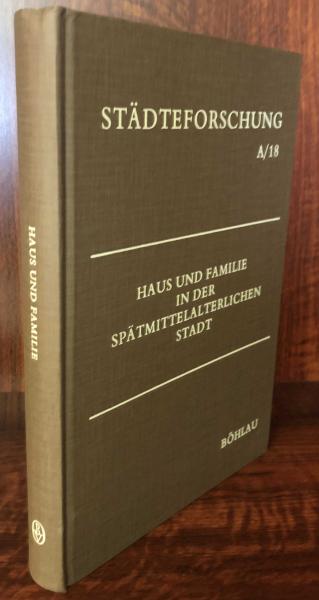 STÄDTEFORSCHUNG
A/18
HAUS UND FAMILIE
IN DER
SPÄTMITTELALTERLICHEN
STADT
BÖHLAU
HAUS UND FAMILIE